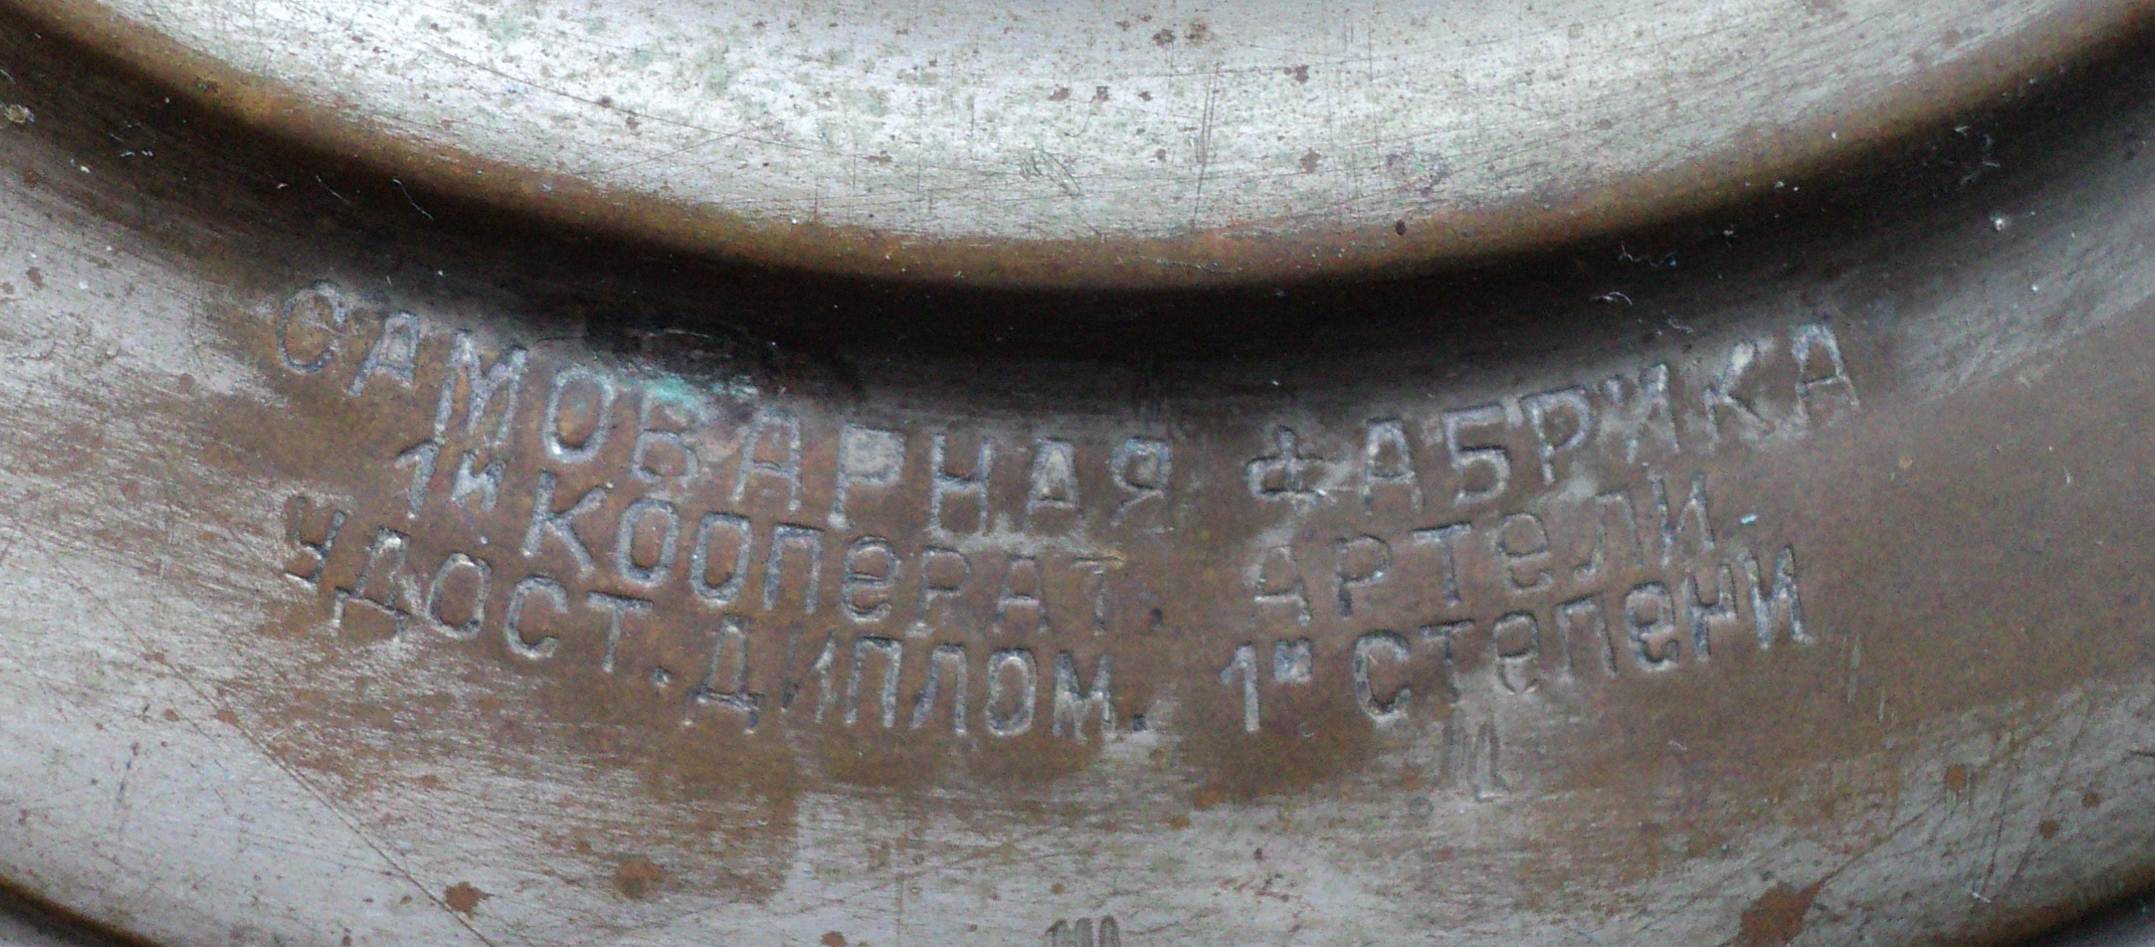 САМОВАРНАЯ ФАБРИКА
1й КООПЕРАТ. АРТЕЛИ
УДОСТ. ДИПЛОМ. 1й СТЕПЕНИ